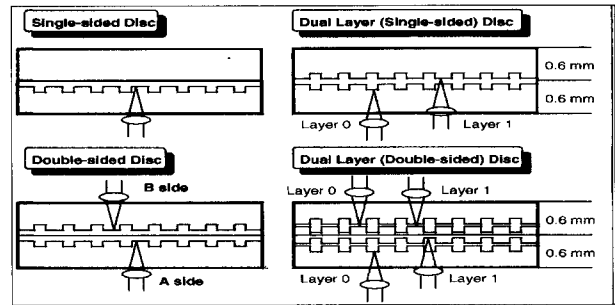 Single-sided Disc
Dual Layer (Single-sided) Disc
0.6 mm
0.6 mm
Layer 0
Layer 1
Double-sided Disc
Dual Layer (Double-sided) Disc
B side
Layer 0
Layer 1
0.6 mm
0.6 mm
A side
Layer 0
Layer 1